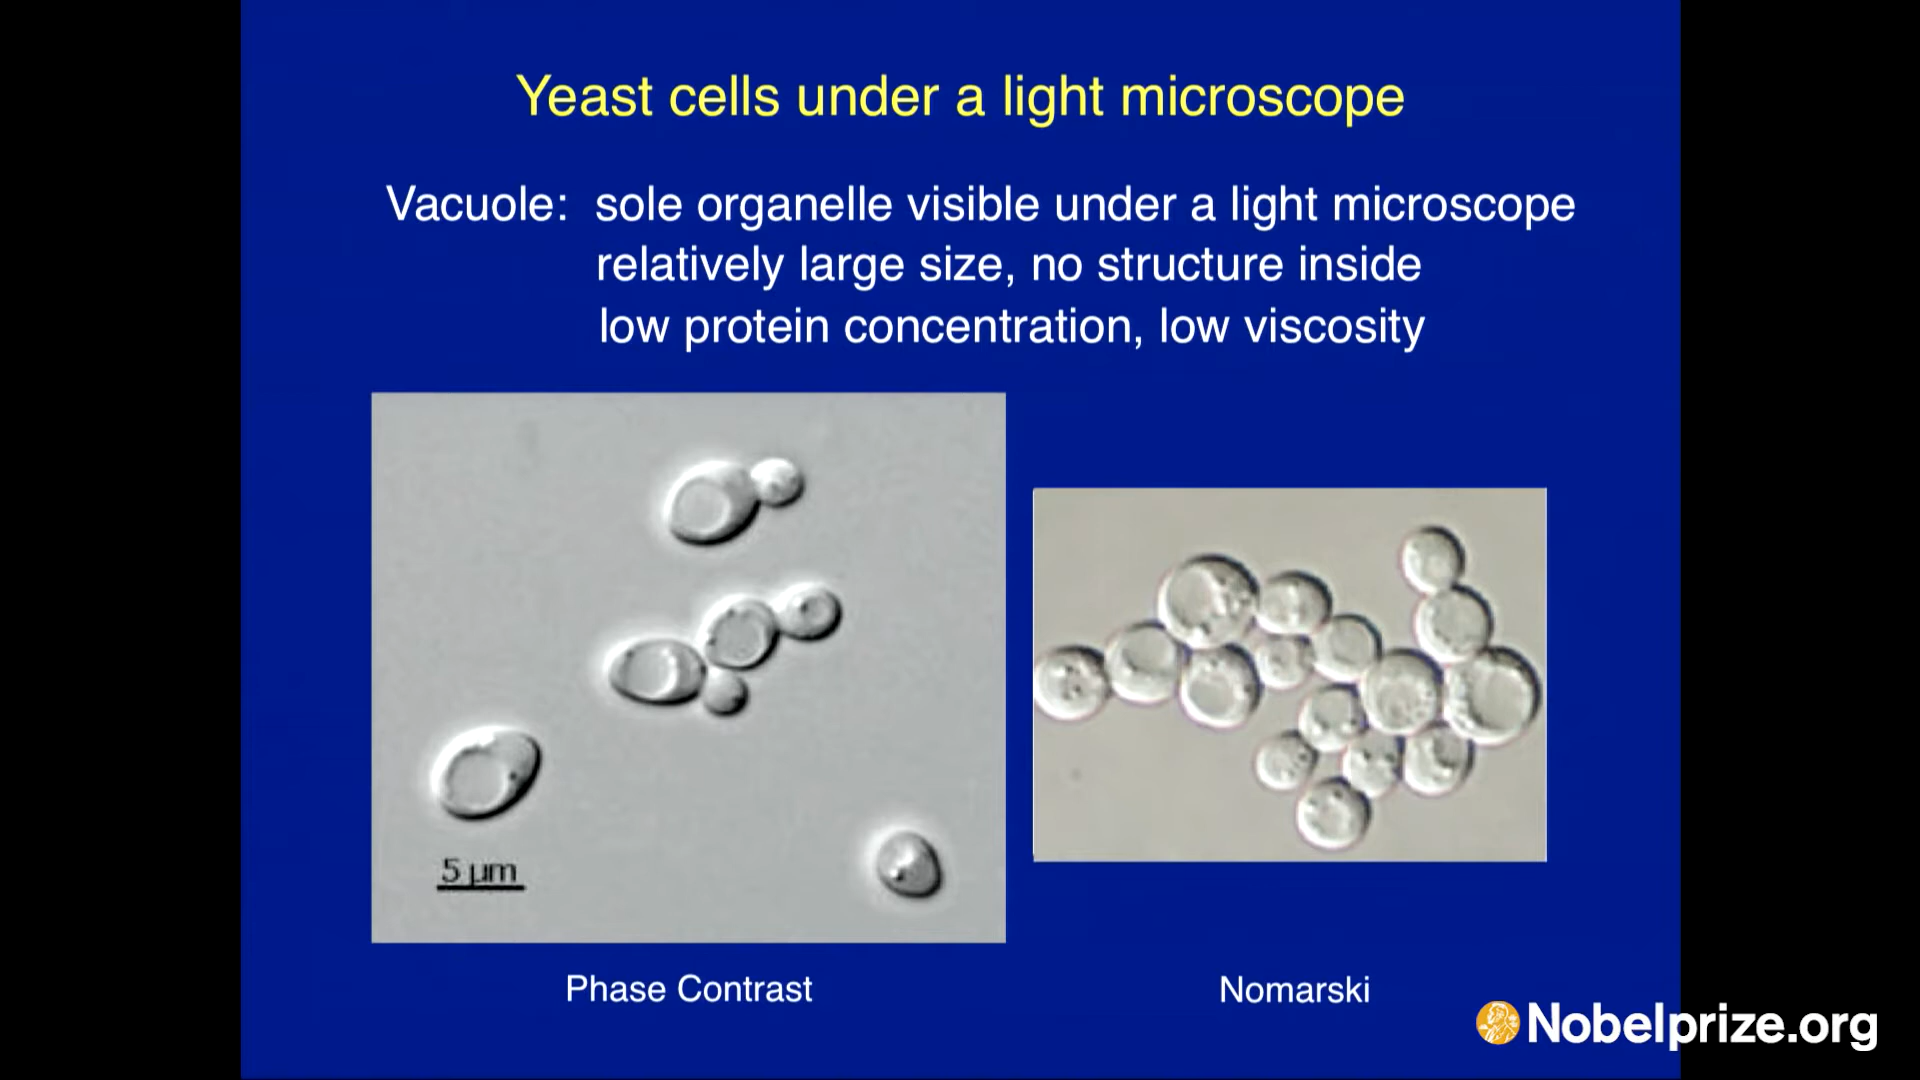 Yeast cells under a light microscope
Vacuole: sole organelle visible under a light microscope
relatively large size, no structure inside
low protein concentration, low viscosity
5 µm
Phase Contrast
Nomarski
Nobelprize.org